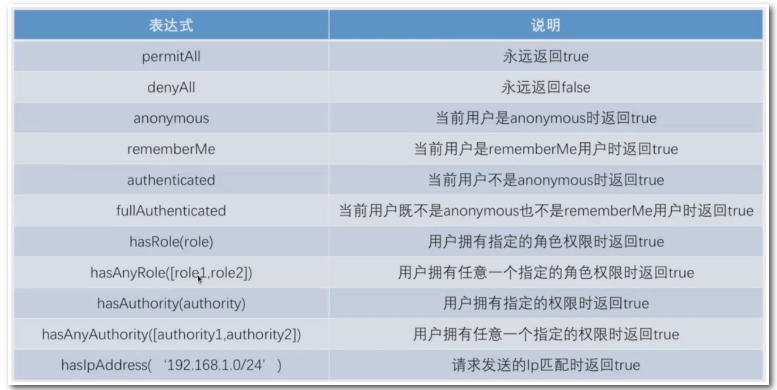 表达式 说明
permitAll 永远返回true
denyAll 永远返回false
anonymous 当前用户是anonymous时返回true
rememberMe 当前用户是rememberMe用户时返回true
authenticated 当前用户不是anonymous时返回true
fullAuthenticated 当前用户既不是anonymous也不是rememberMe用户时返回true
hasRole(role) 用户拥有指定的角色权限时返回true
hasAnyRole([role1,role2]) 用户拥有任意一个指定的角色权限时返回true
hasAuthority(authority) 用户拥有指定的权限时返回true
hasAnyAuthority([authority1,authority2]) 用户拥有任意一个指定的权限时返回true
hasIpAddress( ‘192.168.1.0/24’ ) 请求发送的Ip匹配时返回true